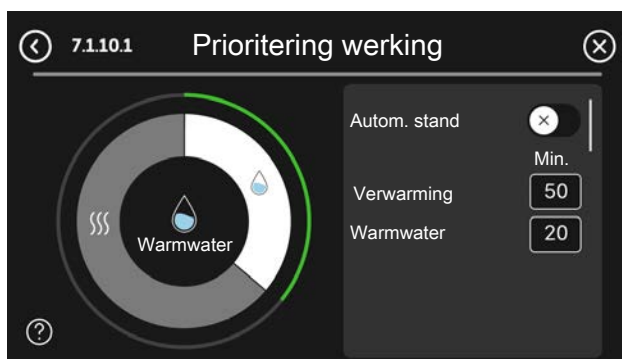 7.1.10.1 Prioritering werking
Autom. stand
Min.
Verwarming 50
Warmwater 20
Warmwater
?